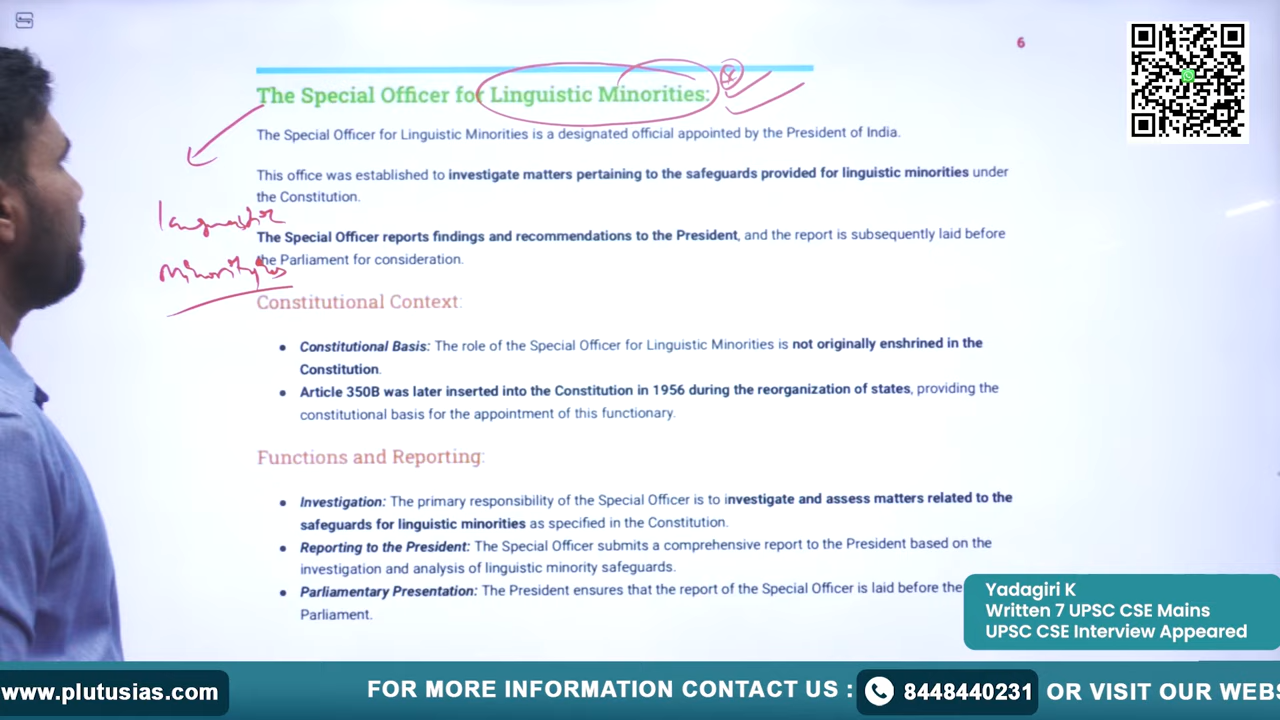 6
The Special Officer for Linguistic Minorities:
The Special Officer for Linguistic Minorities is a designated official appointed by the President of India.
This office was established to investigate matters pertaining to the safeguards provided for linguistic minorities under
the Constitution.
The Special Officer reports findings and recommendations to the President, and the report is subsequently laid before
the Parliament for consideration.
Constitutional Context:
Constitutional Basis: The role of the Special Officer for Linguistic Minorities is not originally enshrined in the
Constitution.
Article 350B was later inserted into the Constitution in 1956 during the reorganization of states, providing the
constitutional basis for the appointment of this functionary.
Functions and Reporting:
Investigation: The primary responsibility of the Special Officer is to investigate and assess matters related to the
safeguards for linguistic minorities as specified in the Constitution.
Reporting to the President: The Special Officer submits a comprehensive report to the President based on the
investigation and analysis of linguistic minority safeguards.
Parliamentary Presentation: The President ensures that the report of the Special Officer is laid before the
Parliament.
Yadagiri K
Written 7 UPSC CSE Mains
UPSC CSE Interview Appeared
www.plutusias.com
FOR MORE INFORMATION CONTACT US :
8448440231
OR VISIT OUR WEBS